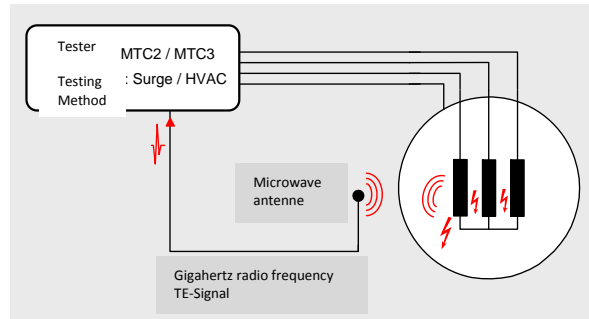 Tester MTC2 / MTC3
Testing : Surge / HVAC
Method
Microwave
antenne
Gigahertz radio frequency
TE-Signal